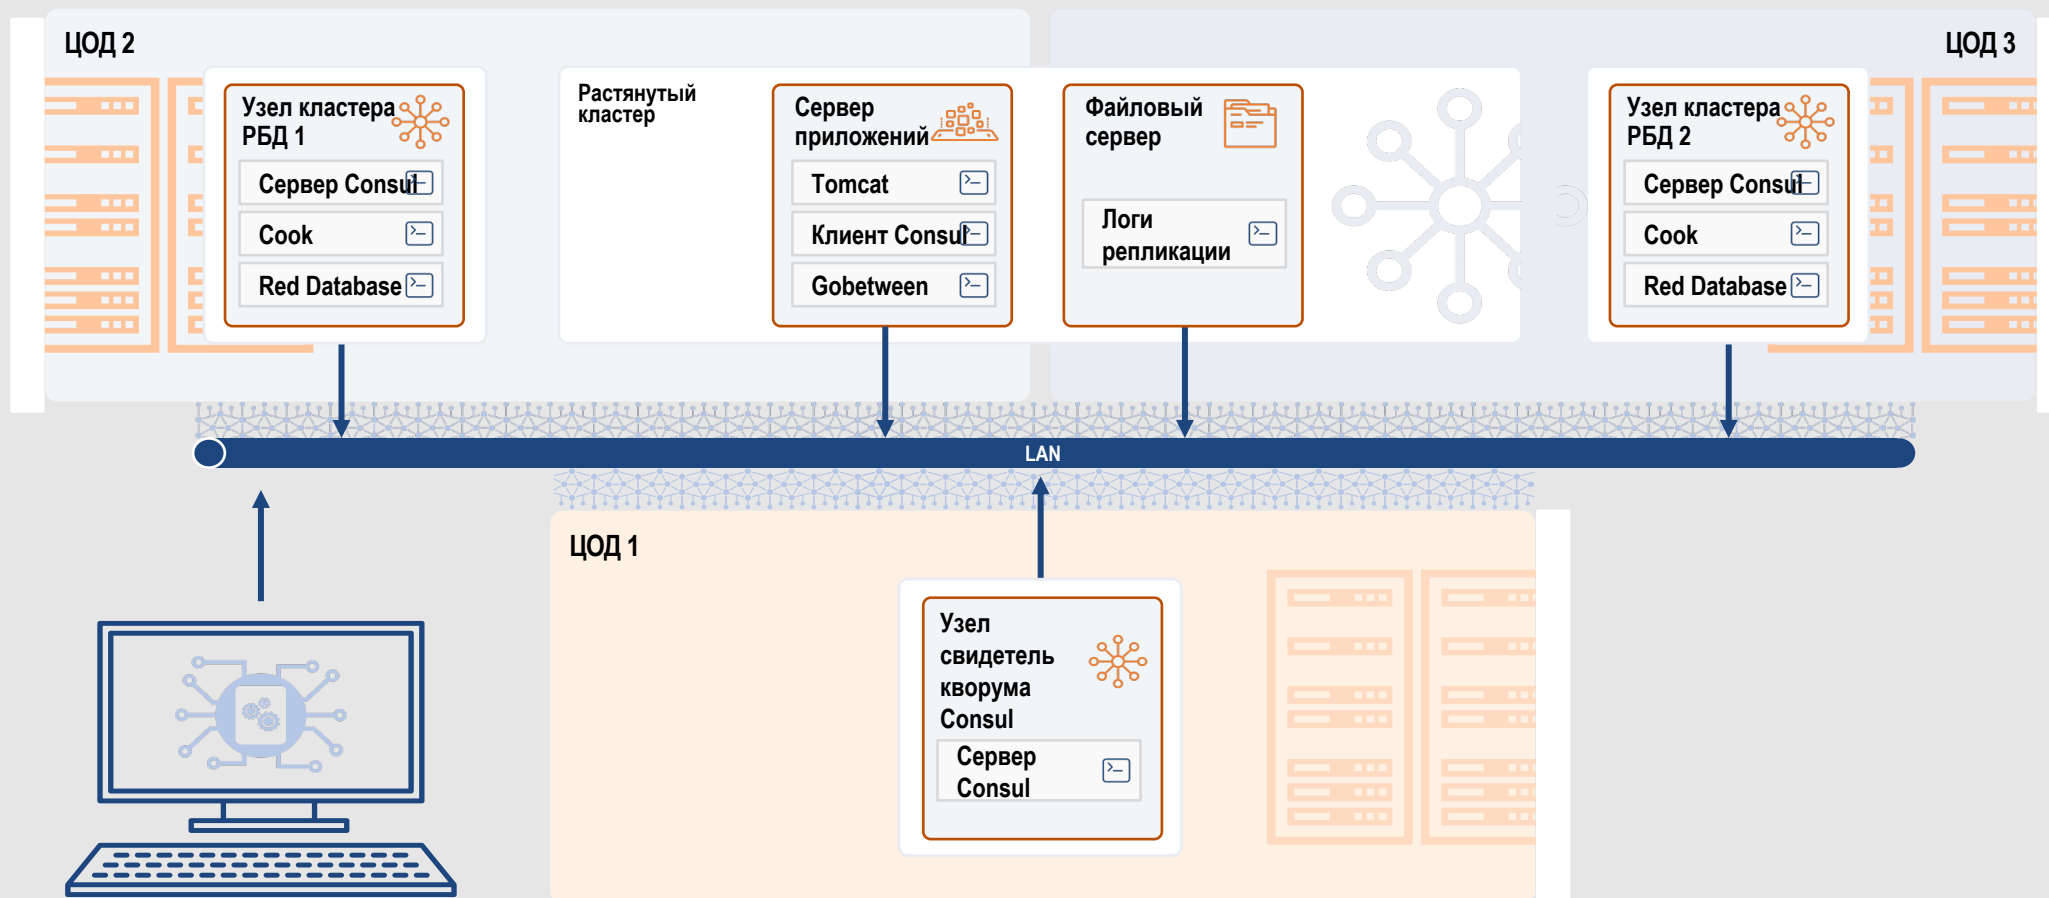 ЦОД 2
ЦОД 3
Узел кластера
РБД 1
Сервер Consul
Cook
Red Database
Растянутый
кластер
Сервер
приложений
Tomcat
Клиент Consul
Gobetween
Файловый
сервер
Логи
репликации
Узел кластера
РБД 2
Сервер Consul
Cook
Red Database
LAN
ЦОД 1
Узел
свидетель
кворума
Consul
Сервер
Consul